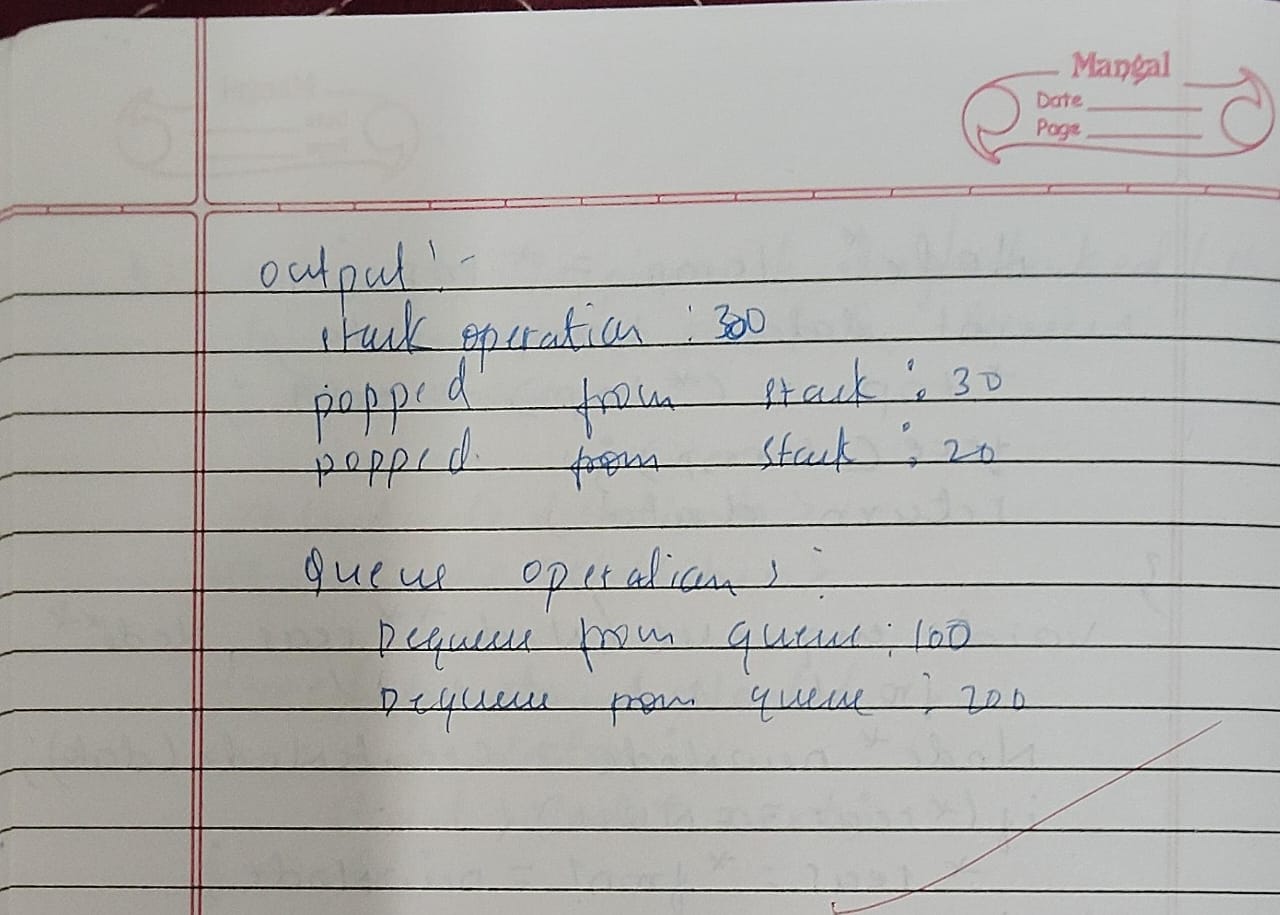 Mangal
Date
Page
output :-
stack operation : 300
popped from stack : 30
popped from stack : 20
Queue operation :
Dequeue from queue : 100
Dequeue from queue : 200